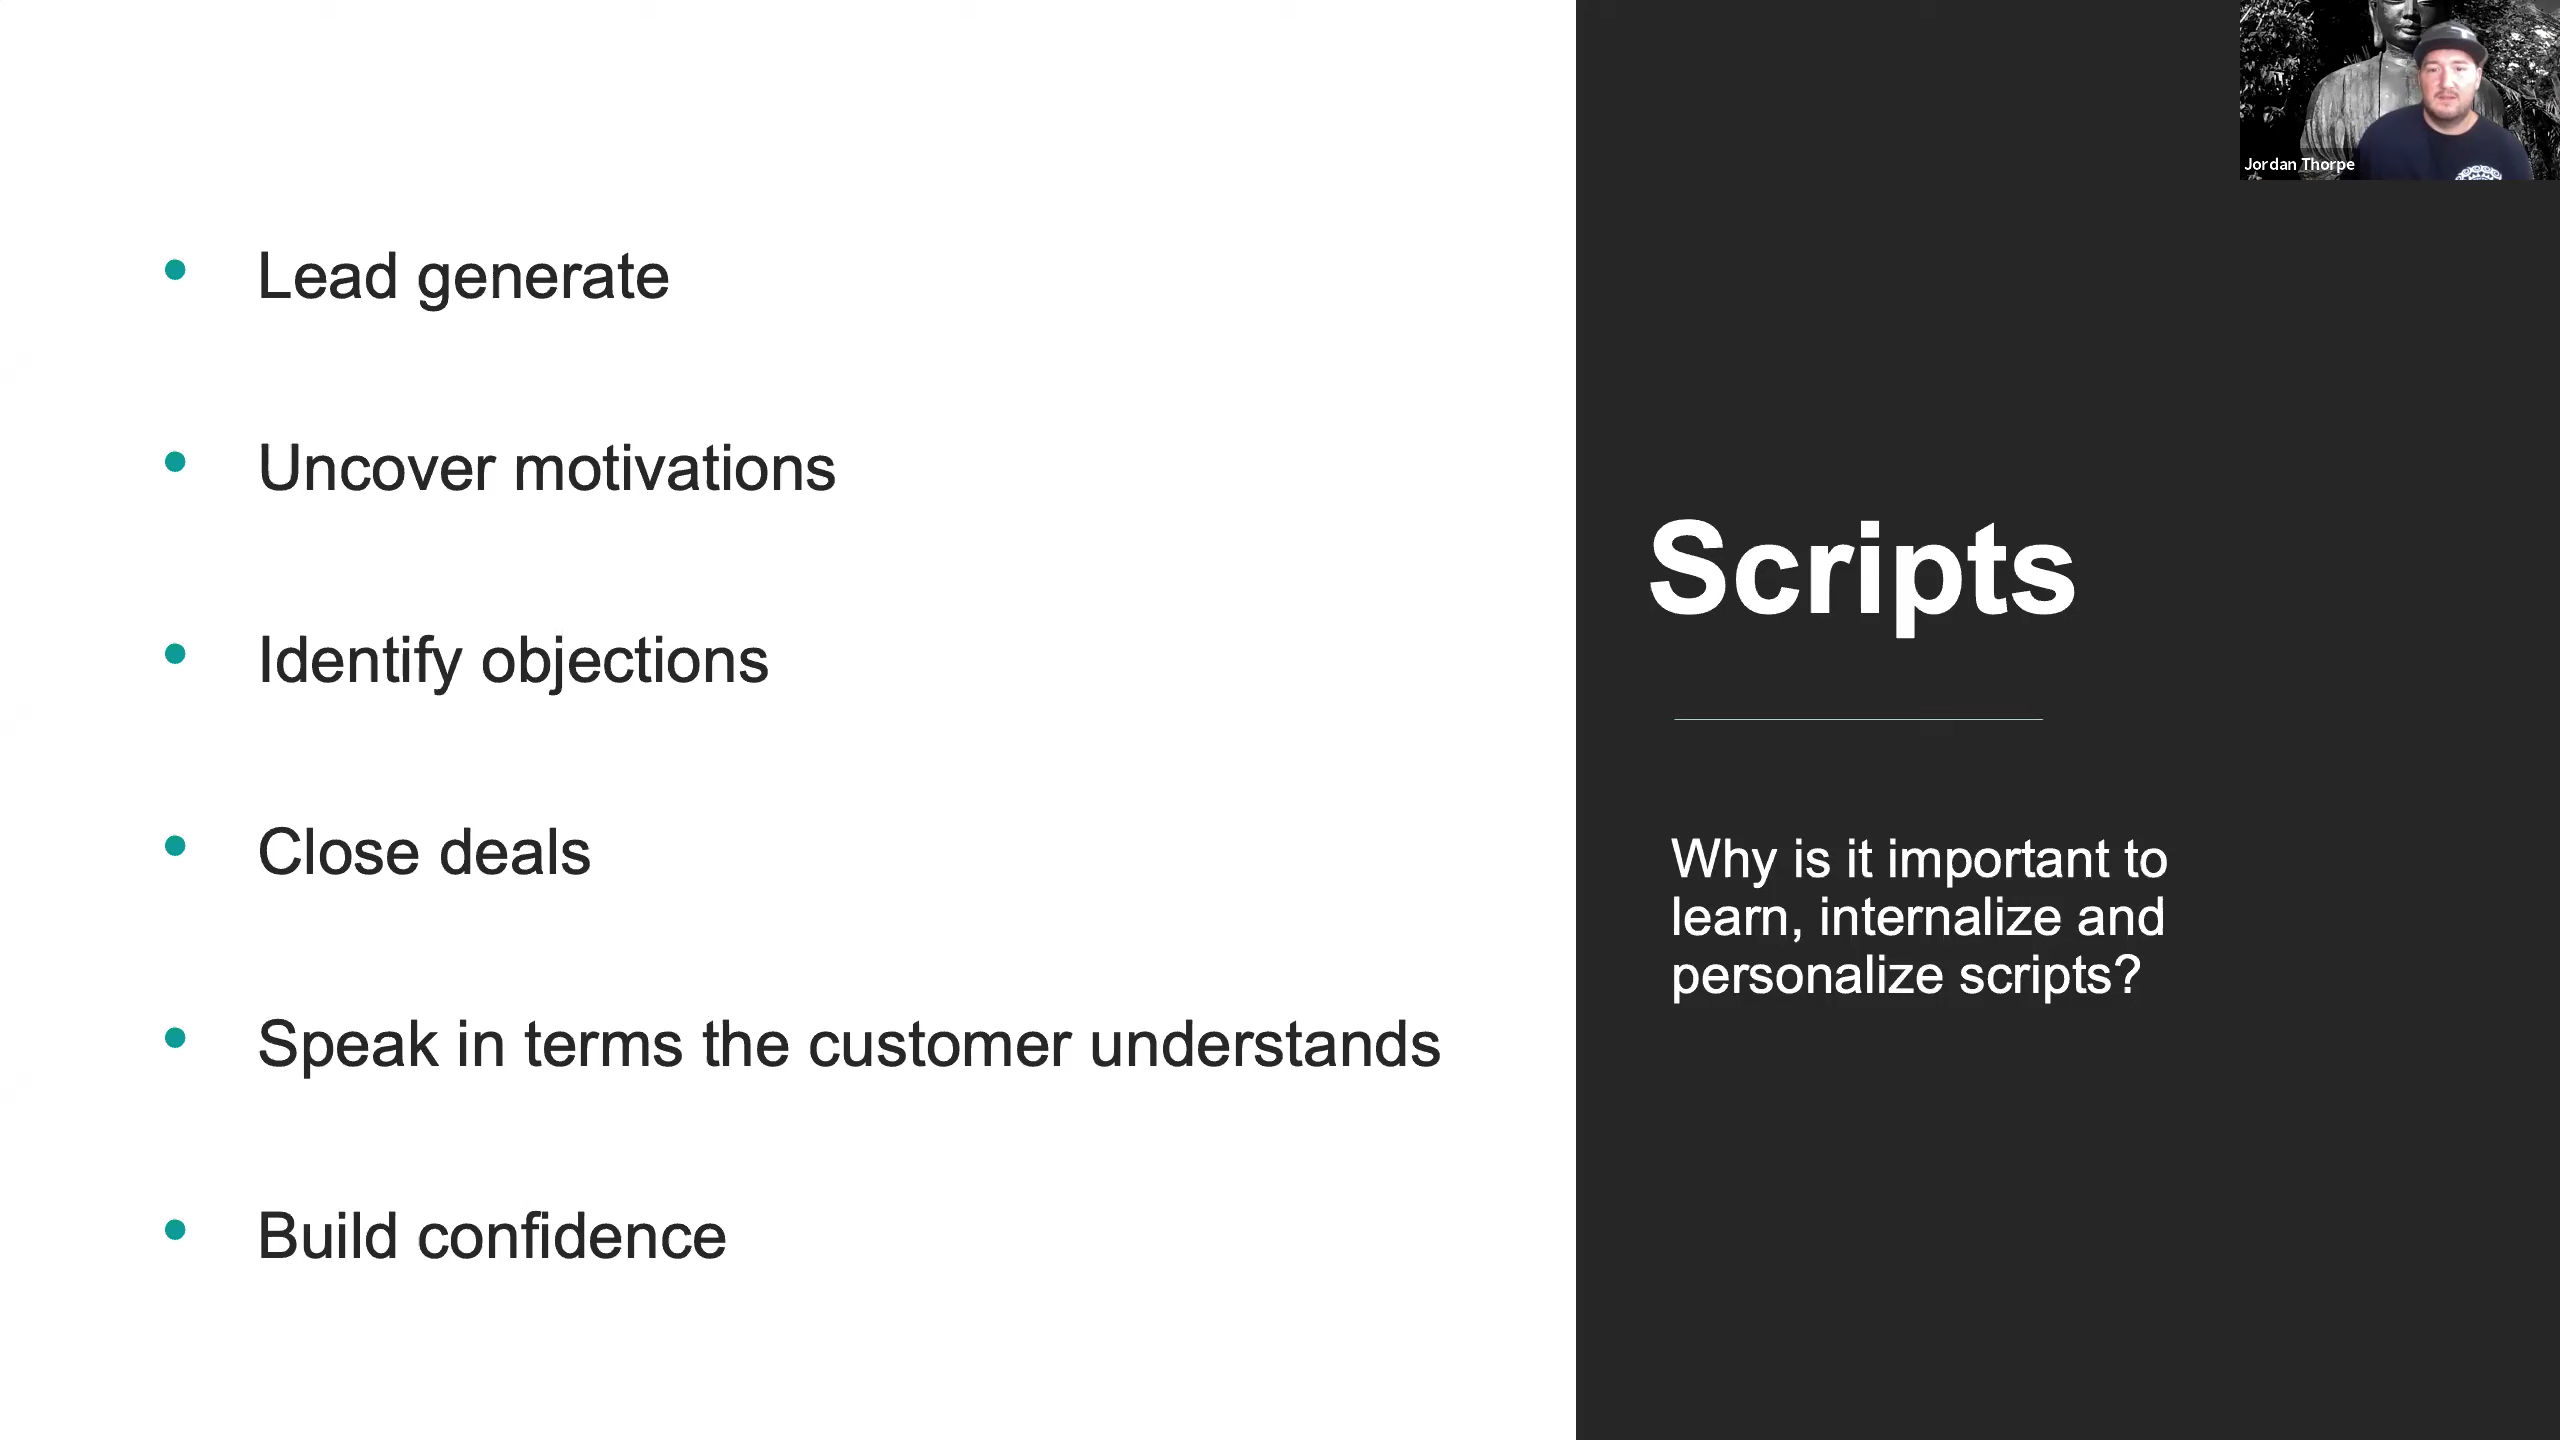 Lead generate
Uncover motivations
Identify objections
Close deals
Speak in terms the customer understands
Build confidence
Scripts
Why is it important to
learn, internalize and
personalize scripts?
Jordan Thorpe